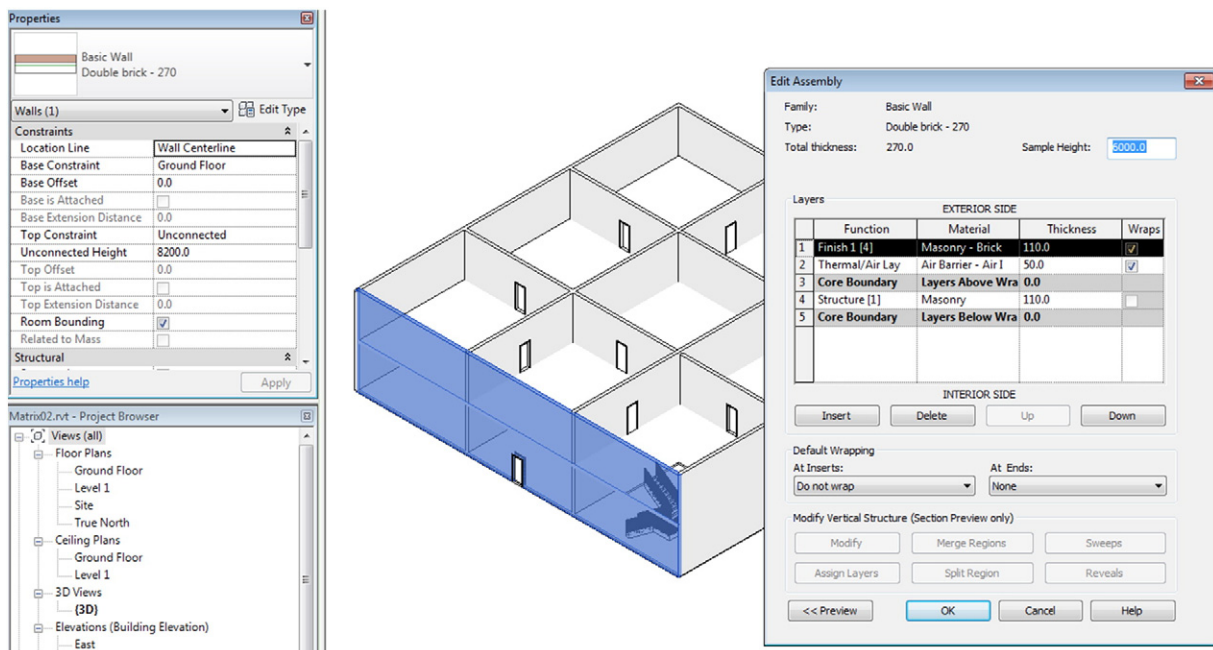 Properties
Basic Wall
Double brick - 270
Walls (1)
Edit Type
Constraints
Location Line Wall Centerline
Base Constraint Ground Floor
Base Offset 0.0
Base is Attached
Base Extension Distance 0.0
Top Constraint Unconnected
Unconnected Height 8200.0
Top Offset 0.0
Top is Attached
Top Extension Distance 0.0
Room Bounding
Related to Mass
Structural
Properties help Apply
Matrix02.rvt - Project Browser
Views (all)
Floor Plans
Ground Floor
Level 1
Site
True North
Ceiling Plans
Ground Floor
Level 1
3D Views
{3D}
Elevations (Building Elevation)
East
Edit Assembly
Family: Basic Wall
Type: Double brick - 270
Total thickness: 270.0 Sample Height: 6000.0
Layers
EXTERIOR SIDE
Function Material Thickness Wraps
1 Finish 1 [4] Masonry - Brick 110.0
2 Thermal/Air Lay Air Barrier - Air I 50.0
3 Core Boundary Layers Above Wra 0.0
4 Structure [1] Masonry 110.0
5 Core Boundary Layers Below Wra 0.0
INTERIOR SIDE
Insert Delete Up Down
Default Wrapping
At Inserts: At Ends:
Do not wrap None
Modify Vertical Structure (Section Preview only)
Modify Merge Regions Sweeps
Assign Layers Split Region Reveals
<< Preview OK Cancel Help